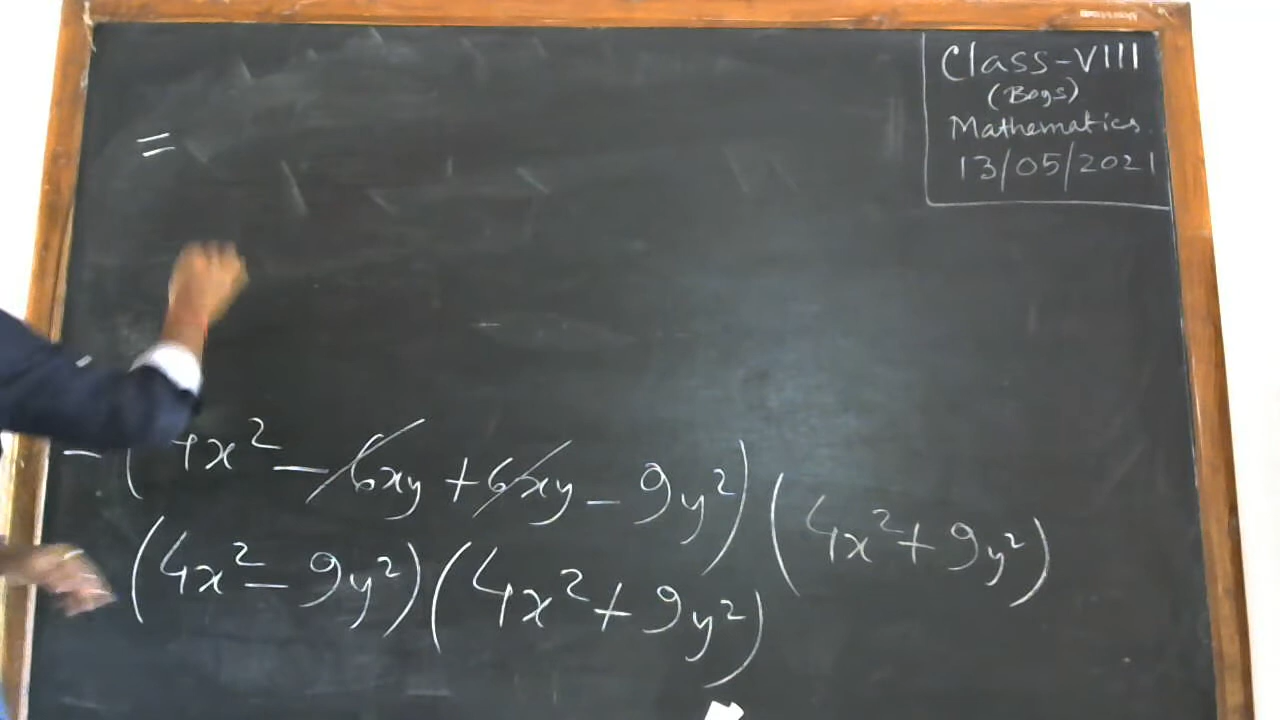 Class-VIII
(Boys)
Mathematics.
13/05/2021
=
= (4x² - 6xy + 6xy - 9y²) (4x² + 9y²)
(4x² - 9y²) (4x² + 9y²)